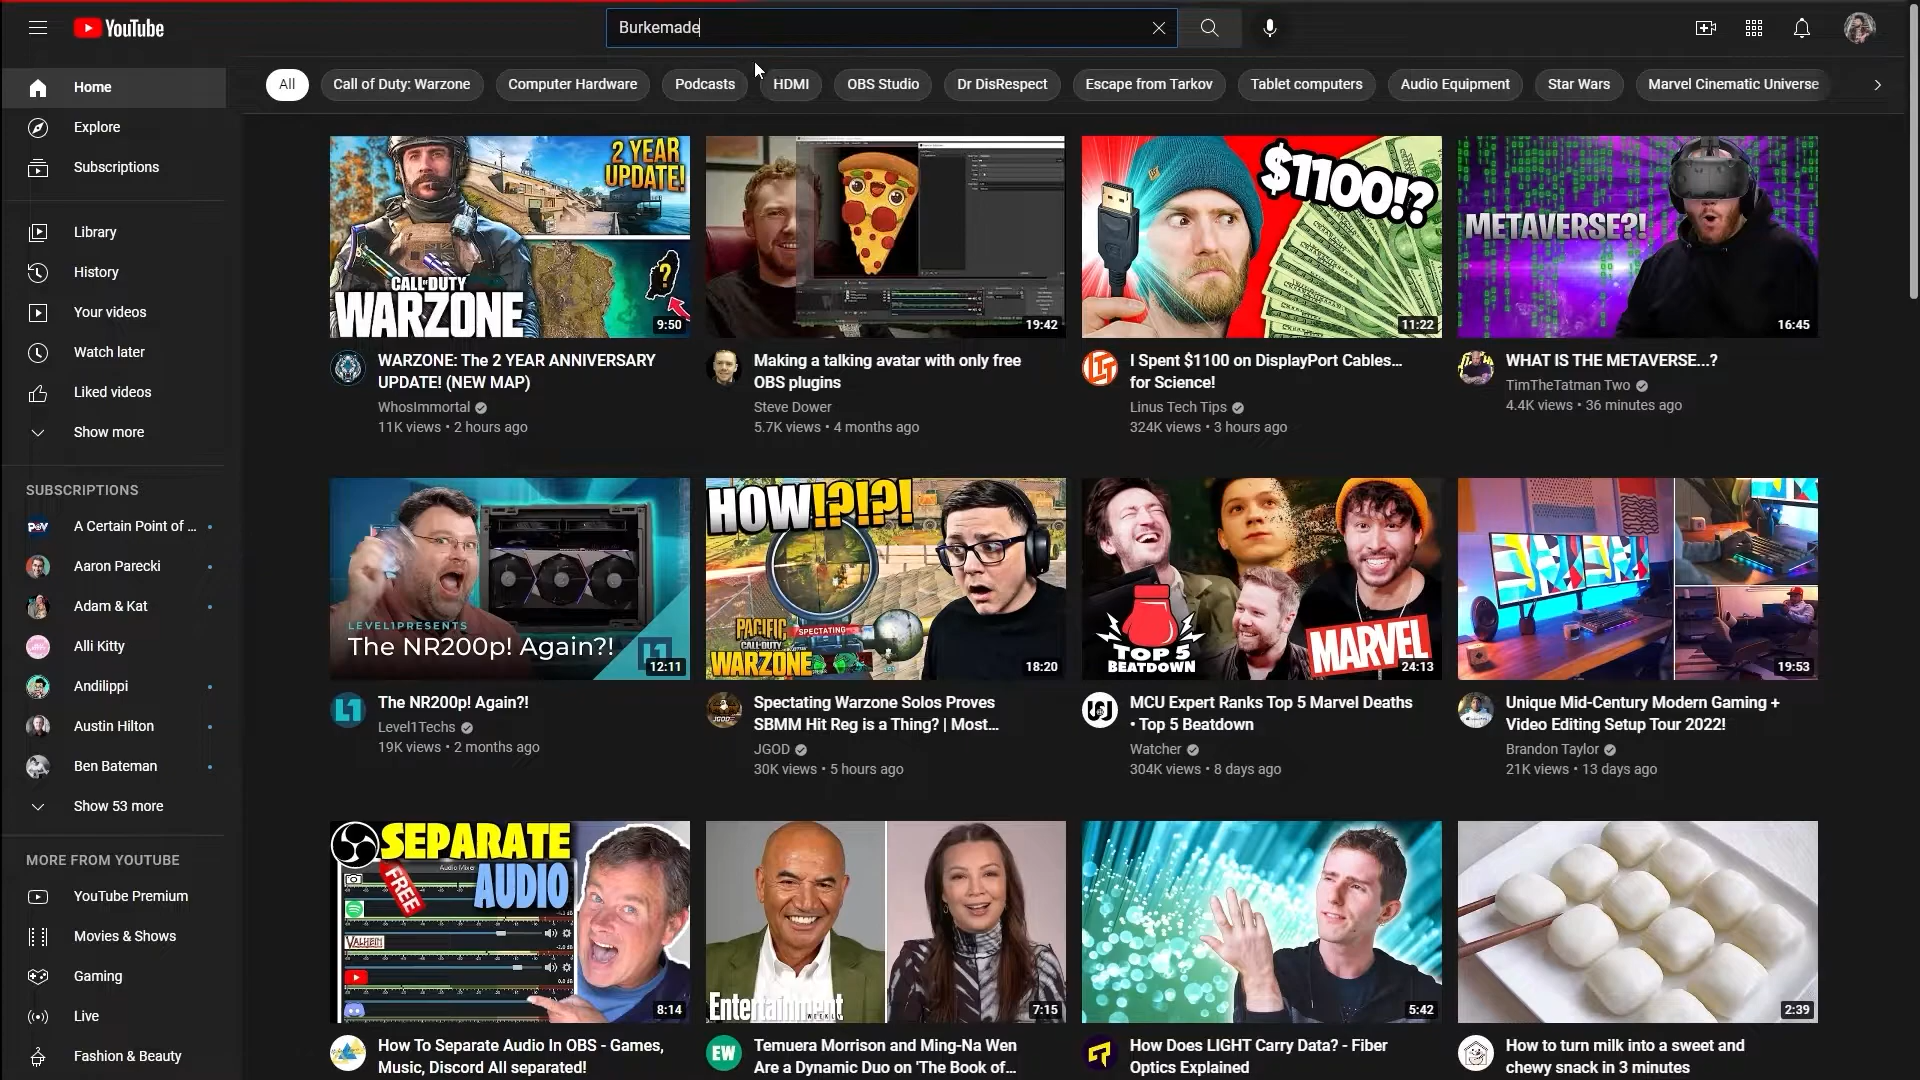 YouTube
Burkemade
All
Call of Duty: Warzone
Computer Hardware
Podcasts
HDMI
OBS Studio
Dr DisRespect
Escape from Tarkov
Tablet computers
Audio Equipment
Star Wars
Marvel Cinematic Universe
Home
Explore
Subscriptions
Library
History
Your videos
Watch later
Liked videos
Show more
SUBSCRIPTIONS
A Certain Point of ...
Aaron Parecki
Adam & Kat
Alli Kitty
Andilippi
Austin Hilton
Ben Bateman
Show 53 more
MORE FROM YOUTUBE
YouTube Premium
Movies & Shows
Gaming
Live
Fashion & Beauty
2 YEAR
UPDATE!
?
CALL OF DUTY
WARZONE
9:50
WARZONE: The 2 YEAR ANNIVERSARY
UPDATE! (NEW MAP)
WhosImmortal
11K views • 2 hours ago
19:42
Making a talking avatar with only free
OBS plugins
Steve Dower
5.7K views • 4 months ago
$1100!?
11:22
I Spent $1100 on DisplayPort Cables…
for Science!
Linus Tech Tips
324K views • 3 hours ago
METAVERSE?!
16:45
WHAT IS THE METAVERSE...?
TimTheTatman Two
4.4K views • 36 minutes ago
LEVEL1PRESENTS
The NR200p! Again?!
12:11
The NR200p! Again?!
Level1Techs
19K views • 2 months ago
HOW!?!?!
SPECTATING
PACIFIC
CALL OF DUTY
WARZONE
18:20
Spectating Warzone Solos Proves
SBMM Hit Reg is a Thing? | Most...
JGOD
30K views • 5 hours ago
TOP 5
BEATDOWN
MARVEL
24:13
MCU Expert Ranks Top 5 Marvel Deaths
• Top 5 Beatdown
Watcher
304K views • 8 days ago
19:53
Unique Mid-Century Modern Gaming +
Video Editing Setup Tour 2022!
Brandon Taylor
21K views • 13 days ago
SEPARATE
AUDIO
FREE
Audio Mixer
VALHEIM
8:14
How To Separate Audio In OBS - Games,
Music, Discord All separated!
Entertainment
WEEKLY
7:15
EW
Temuera Morrison and Ming-Na Wen
Are a Dynamic Duo on 'The Book of...
5:42
How Does LIGHT Carry Data? - Fiber
Optics Explained
2:39
How to turn milk into a sweet and
chewy snack in 3 minutes